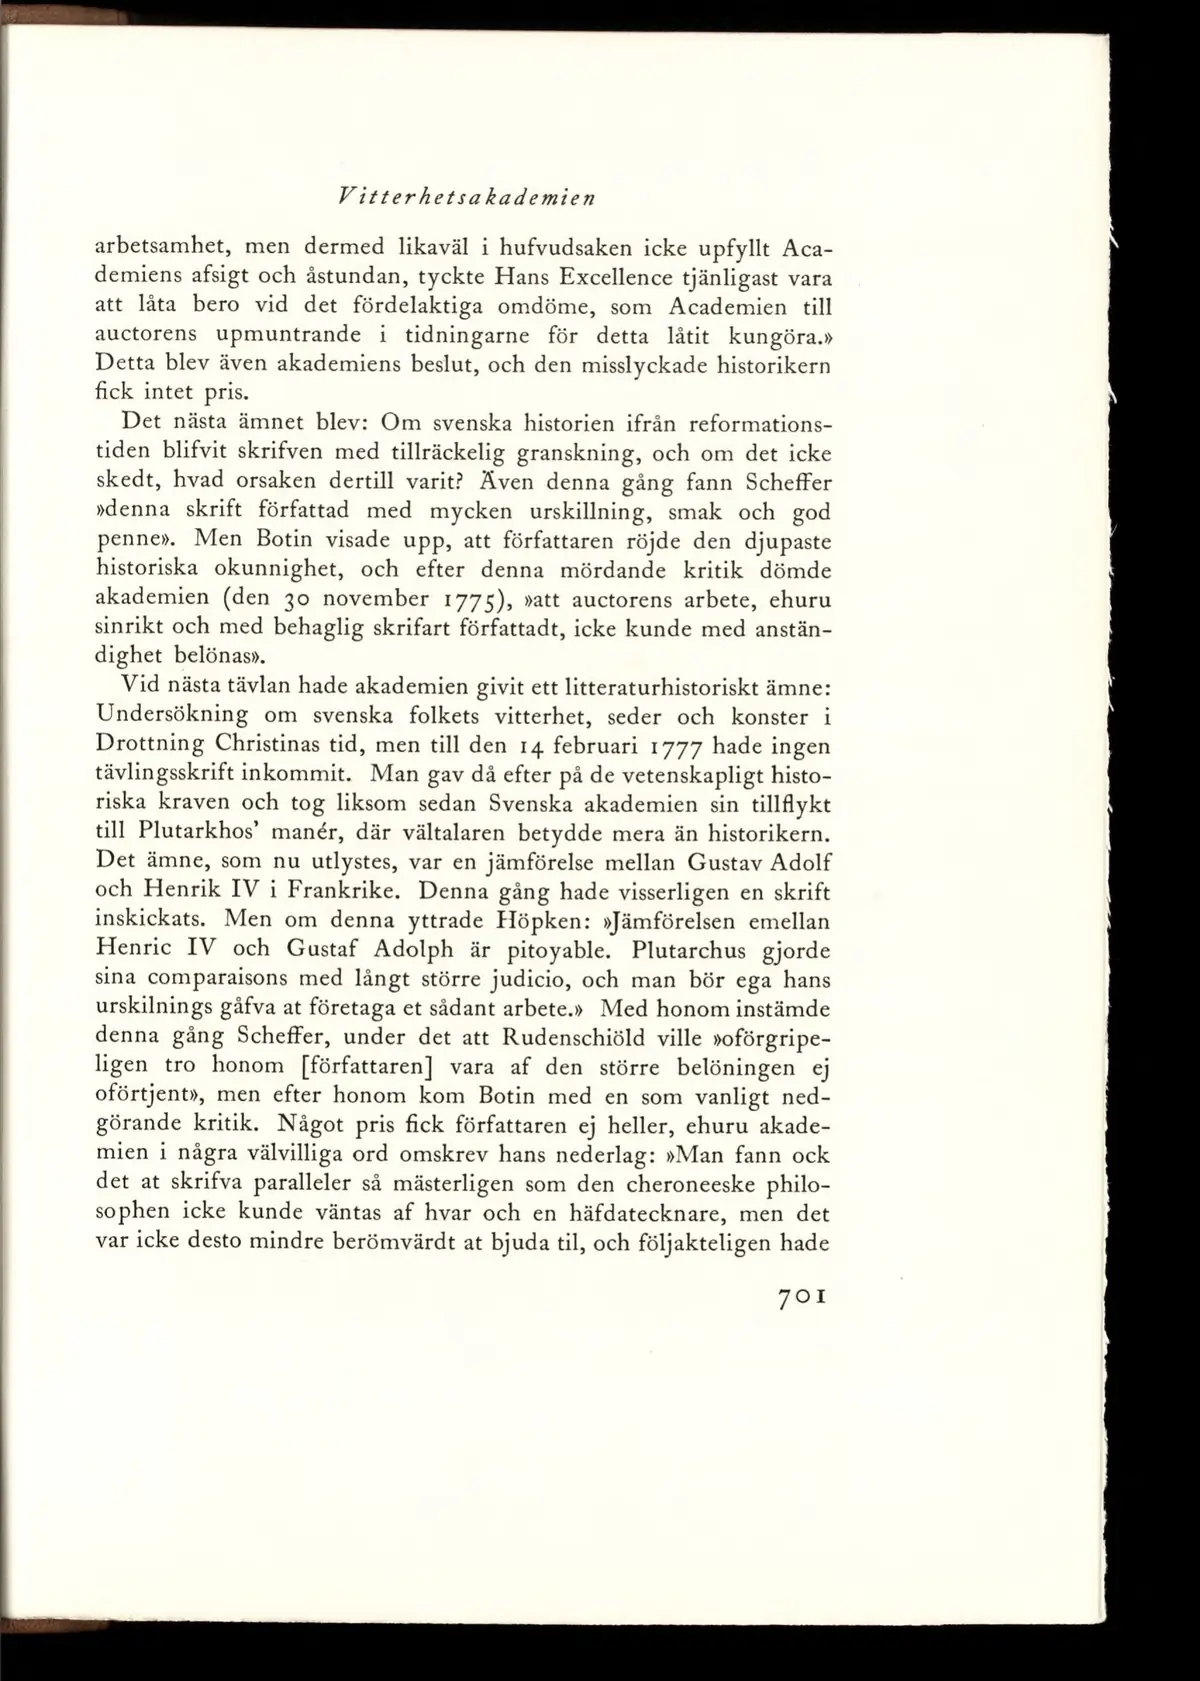 Vitterhetsakademien
arbetsamhet, men dermed likaväl i hufvudsaken icke upfyllt Aca-
demiens afsigt och åstundan, tyckte Hans Excellence tjänligast vara
att låta bero vid det fördelaktiga omdöme, som Academien till
auctorens upmuntrande i tidningarne för detta låtit kungöra.»
Detta blev även akademiens beslut, och den misslyckade historikern
fick intet pris.
Det nästa ämnet blev: Om svenska historien ifrån reformations-
tiden blifvit skrifven med tillräckelig granskning, och om det icke
skedt, hvad orsaken dertill varit? Även denna gång fann Scheffer
»denna skrift författad med mycken urskillning, smak och god
penne». Men Botin visade upp, att författaren röjde den djupaste
historiska okunnighet, och efter denna mördande kritik dömde
akademien (den 30 november 1775), »att auctorens arbete, ehuru
sinrikt och med behaglig skrifart författadt, icke kunde med anstän-
dighet belönas».
Vid nästa tävlan hade akademien givit ett litteraturhistoriskt ämne:
Undersökning om svenska folkets vitterhet, seder och konster i
Drottning Christinas tid, men till den 14 februari 1777 hade ingen
tävlingsskrift inkommit. Man gav då efter på de vetenskapligt histo-
riska kraven och tog liksom sedan Svenska akademien sin tillflykt
till Plutarkhos’ manér, där vältalaren betydde mera än historikern.
Det ämne, som nu utlystes, var en jämförelse mellan Gustav Adolf
och Henrik IV i Frankrike. Denna gång hade visserligen en skrift
inskickats. Men om denna yttrade Höpken: »Jämförelsen emellan
Henric IV och Gustaf Adolph är pitoyable. Plutarchus gjorde
sina comparaisons med långt större judicio, och man bör ega hans
urskilnings gåfva at företaga et sådant arbete.» Med honom instämde
denna gång Scheffer, under det att Rudenschiöld ville »oförgripe-
ligen tro honom [författaren] vara af den större belöningen ej
oförtjent», men efter honom kom Botin med en som vanligt ned-
görande kritik. Något pris fick författaren ej heller, ehuru akade-
mien i några välvilliga ord omskrev hans nederlag: »Man fann ock
det at skrifva paralleler så mästerligen som den cheroneeske philo-
sophen icke kunde väntas af hvar och en häfdatecknare, men det
var icke desto mindre berömvärdt at bjuda til, och följakteligen hade
701